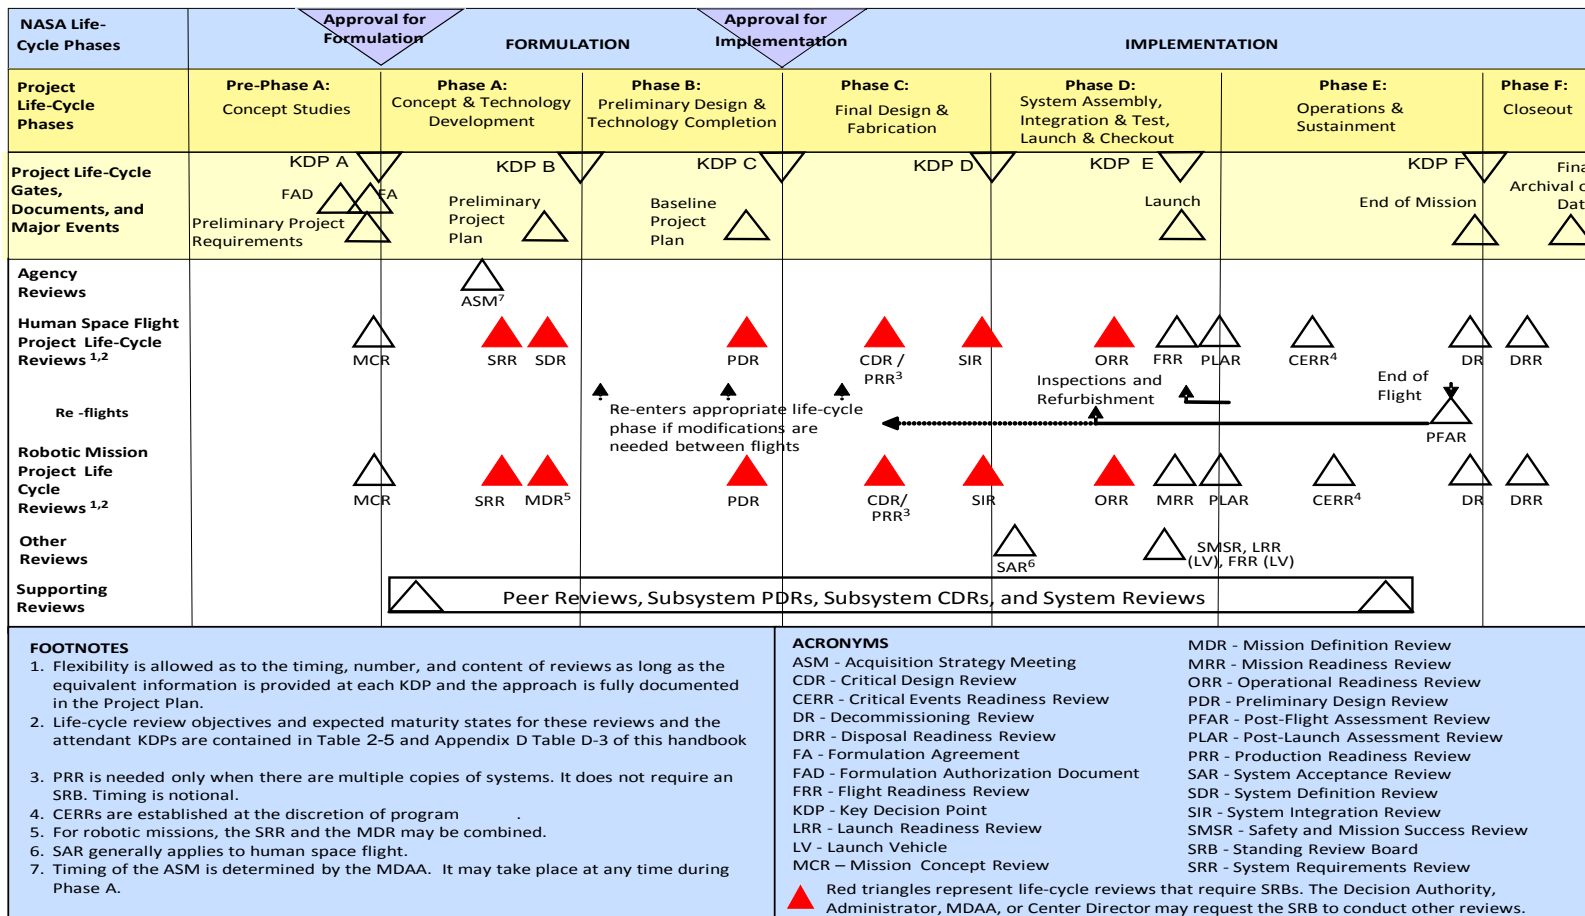 NASA Life-
Cycle Phases
Approval for
Formulation
FORMULATION
Approval for
Implementation
IMPLEMENTATION
Project
Life-Cycle
Phases
Pre-Phase A:
Concept Studies
Phase A:
Concept & Technology
Development
Phase B:
Preliminary Design &
Technology Completion
Phase C:
Final Design &
Fabrication
Phase D:
System Assembly,
Integration & Test,
Launch & Checkout
Phase E:
Operations &
Sustainment
Phase F:
Closeout
Project Life-Cycle
Gates,
Documents, and
Major Events
KDP A
KDP B
KDP C
KDP D
KDP E
KDP F
FAD
FA
Preliminary Project
Requirements
Preliminary
Project
Plan
Baseline
Project
Plan
Launch
End of Mission
Fina
Archival o
Dat
Agency
Reviews
ASM7
Human Space Flight
Project Life-Cycle
Reviews 1,2
MCR
SRR
SDR
PDR
CDR /
PRR3
SIR
ORR
FRR
PLAR
CERR4
DR
DRR
Re -flights
Re-enters appropriate life-cycle
phase if modifications are
needed between flights
Inspections and
Refurbishment
End of
Flight
PFAR
Robotic Mission
Project Life
Cycle
Reviews 1,2
MCR
SRR
MDR5
PDR
CDR/
PRR3
SIR
ORR
MRR
PLAR
CERR4
DR
DRR
Other
Reviews
SAR6
SMSR, LRR
(LV), FRR (LV)
Supporting
Reviews
Peer Reviews, Subsystem PDRs, Subsystem CDRs, and System Reviews
FOOTNOTES
1. Flexibility is allowed as to the timing, number, and content of reviews as long as the
equivalent information is provided at each KDP and the approach is fully documented
in the Project Plan.
2. Life-cycle review objectives and expected maturity states for these reviews and the
attendant KDPs are contained in Table 2-5 and Appendix D Table D-3 of this handbook
3. PRR is needed only when there are multiple copies of systems. It does not require an
SRB. Timing is notional.
4. CERRs are established at the discretion of program .
5. For robotic missions, the SRR and the MDR may be combined.
6. SAR generally applies to human space flight.
7. Timing of the ASM is determined by the MDAA. It may take place at any time during
Phase A.
ACRONYMS
ASM - Acquisition Strategy Meeting
CDR - Critical Design Review
CERR - Critical Events Readiness Review
DR - Decommissioning Review
DRR - Disposal Readiness Review
FA - Formulation Agreement
FAD - Formulation Authorization Document
FRR - Flight Readiness Review
KDP - Key Decision Point
LRR - Launch Readiness Review
LV - Launch Vehicle
MCR – Mission Concept Review
MDR - Mission Definition Review
MRR - Mission Readiness Review
ORR - Operational Readiness Review
PDR - Preliminary Design Review
PFAR - Post-Flight Assessment Review
PLAR - Post-Launch Assessment Review
PRR - Production Readiness Review
SAR - System Acceptance Review
SDR - System Definition Review
SIR - System Integration Review
SMSR - Safety and Mission Success Review
SRB - Standing Review Board
SRR - System Requirements Review
Red triangles represent life-cycle reviews that require SRBs. The Decision Authority,
Administrator, MDAA, or Center Director may request the SRB to conduct other reviews.